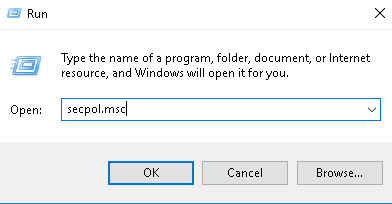 Run
Type the name of a program, folder, document, or Internet
resource, and Windows will open it for you.
Open: secpol.msc
OK Cancel Browse...